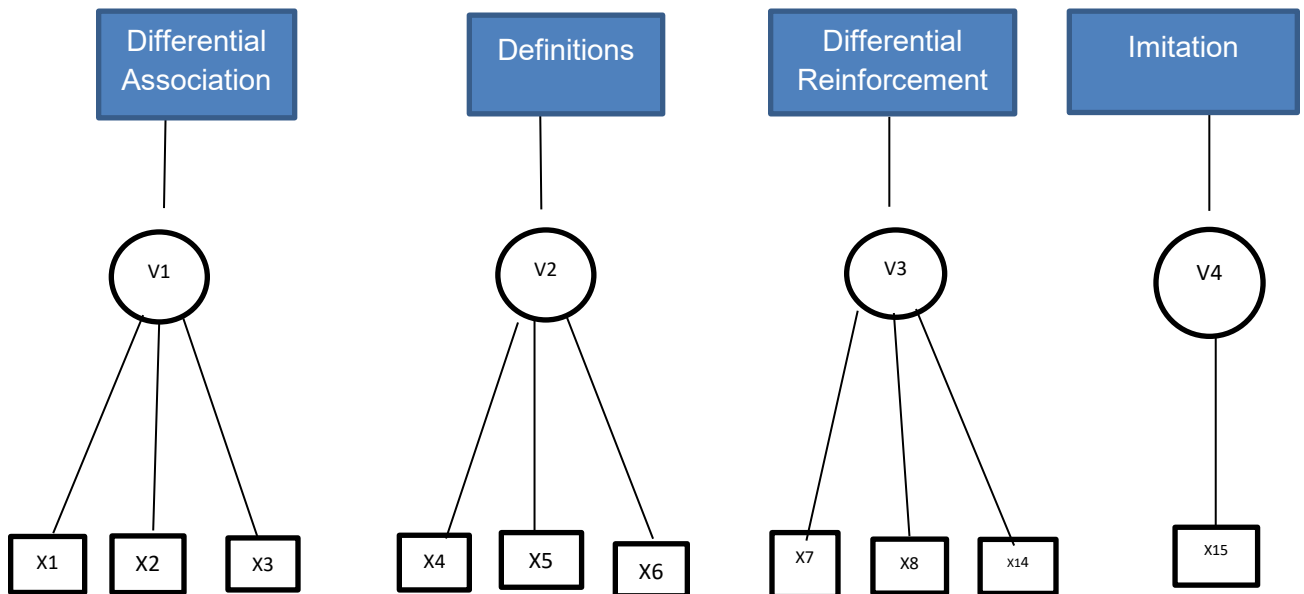 Differential
Association
Definitions
Differential
Reinforcement
Imitation
V1
V2
V3
V4
X1
X2
X3
X4
X5
X6
X7
X8
X14
X15